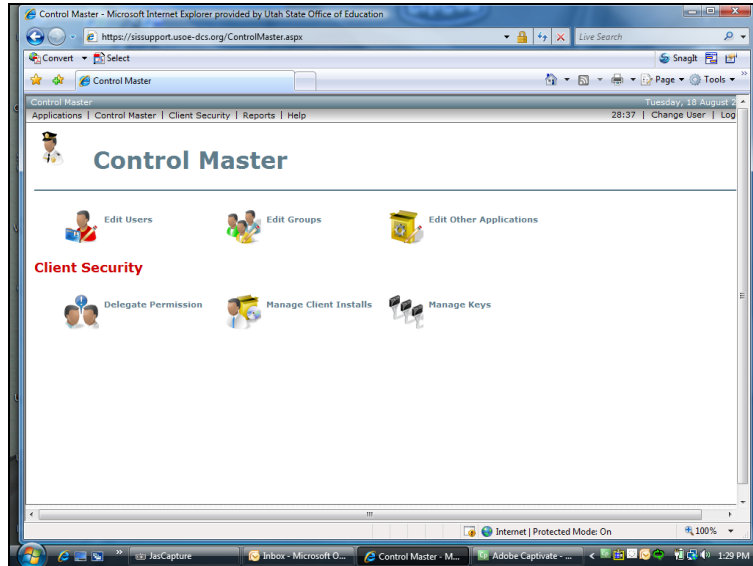 Control Master - Microsoft Internet Explorer provided by Utah State Office of Education
https://sissupport.usoe-dcs.org/ControlMaster.aspx
Live Search
Convert Select
SnagIt
Control Master
Page Tools
Control Master Tuesday, 18 August 2
Applications | Control Master | Client Security | Reports | Help 28:37 | Change User | Log
Control Master
Edit Users Edit Groups Edit Other Applications
Client Security
Delegate Permission Manage Client Installs Manage Keys
Internet | Protected Mode: On 100%
JasCapture Inbox - Microsoft O... Control Master - M... Adobe Captivate - ... 1:29 PM